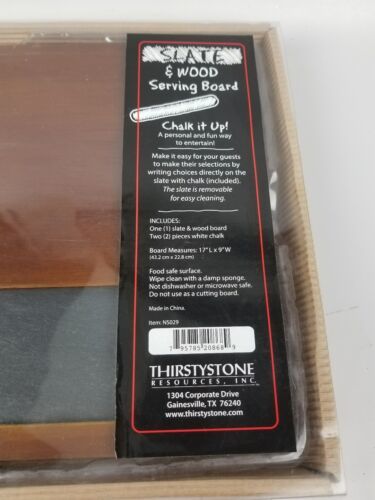 SLATE
& WOOD
Serving Board
Chalk it Up!
A personal and fun way
to entertain!
Make it easy for your guests
to make their selections by
writing choices directly on the
slate with chalk (included).
The slate is removable
for easy cleaning.
INCLUDES:
One (1) slate & wood board
Two (2) pieces white chalk
Board Measures: 17"L x 9"W
(43.2 cm x 22.8 cm)
Food safe surface.
Wipe clean with a damp sponge.
Not dishwasher or microwave safe.
Do not use as a cutting board.
Made in China.
Item: NS029
7 95785 20868 9
THIRSTYSTONE
RESOURCES, INC.
1304 Corporate Drive
Gainesville, TX 76240
www.thirstystone.com